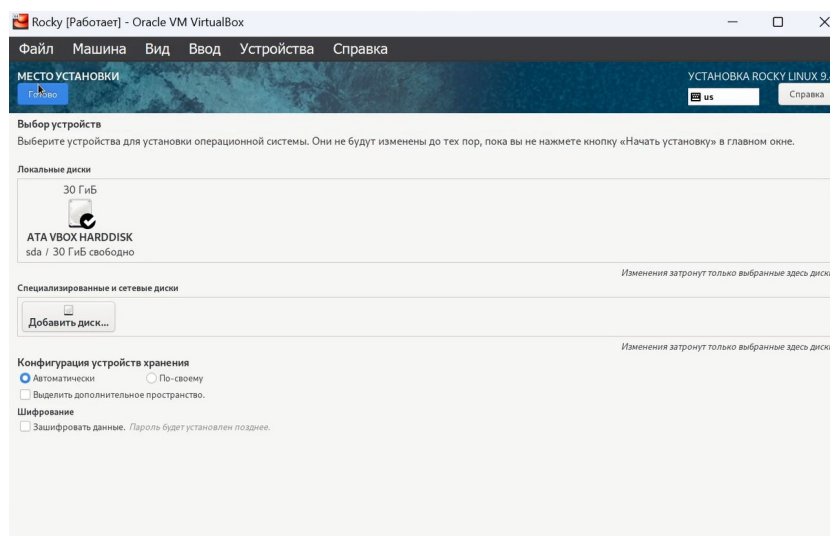 Rocky [Работает] - Oracle VM VirtualBox
Файл Машина Вид Ввод Устройства Справка
МЕСТО УСТАНОВКИ
УСТАНОВКА ROCKY LINUX 9.
Готово
us
Справка
Выбор устройств
Выберите устройства для установки операционной системы. Они не будут изменены до тех пор, пока вы не нажмете кнопку «Начать установку» в главном окне.
Локальные диски
30 ГиБ
ATA VBOX HARDDISK
sda / 30 ГиБ свободно
Изменения затронут только выбранные здесь диск
Специализированные и сетевые диски
Добавить диск...
Изменения затронут только выбранные здесь диск
Конфигурация устройств хранения
Автоматически По-своему
Выделить дополнительное пространство.
Шифрование
Зашифровать данные. Пароль будет установлен позднее.